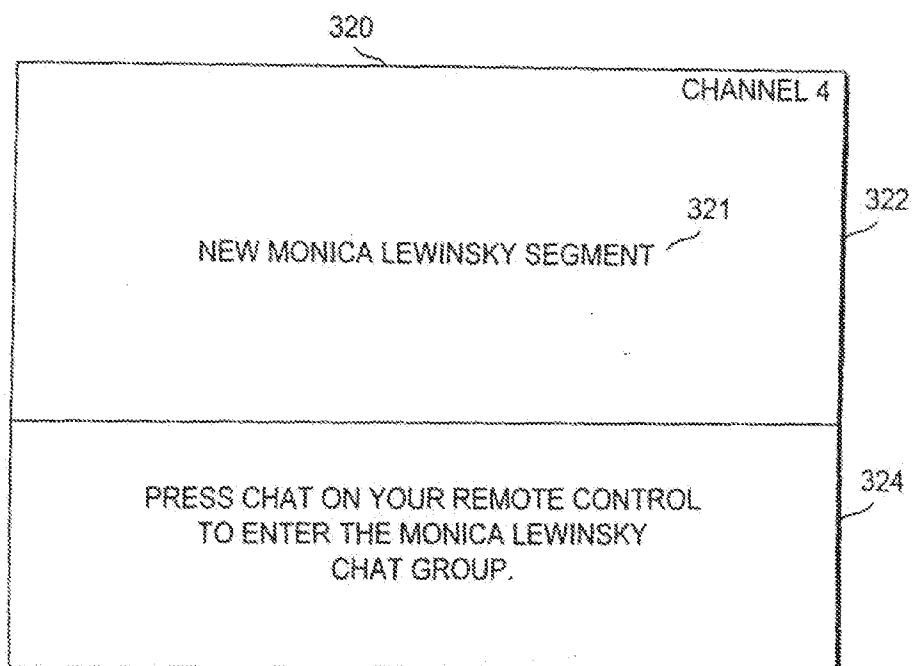 320
CHANNEL 4
322
321
NEW MONICA LEWINSKY SEGMENT
324
PRESS CHAT ON YOUR REMOTE CONTROL
TO ENTER THE MONICA LEWINSKY
CHAT GROUP.